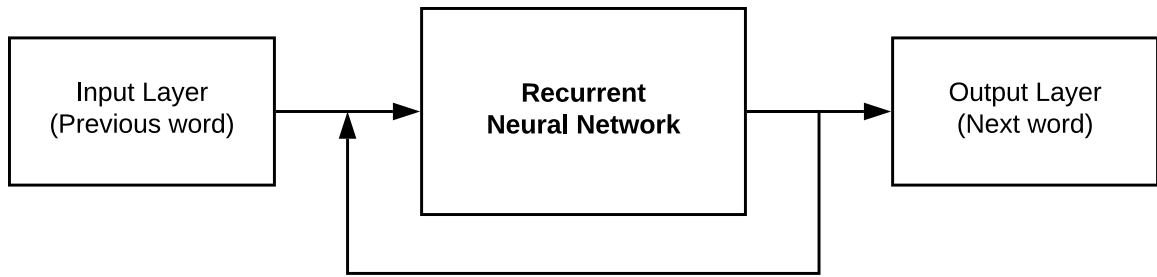 Input Layer
(Previous word)
Recurrent
Neural Network
Output Layer
(Next word)